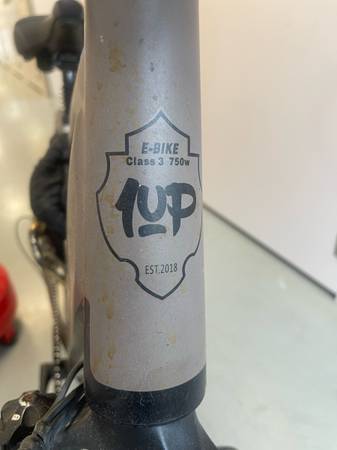 E-BIKE
Class 3 750w
1UP
EST.2018